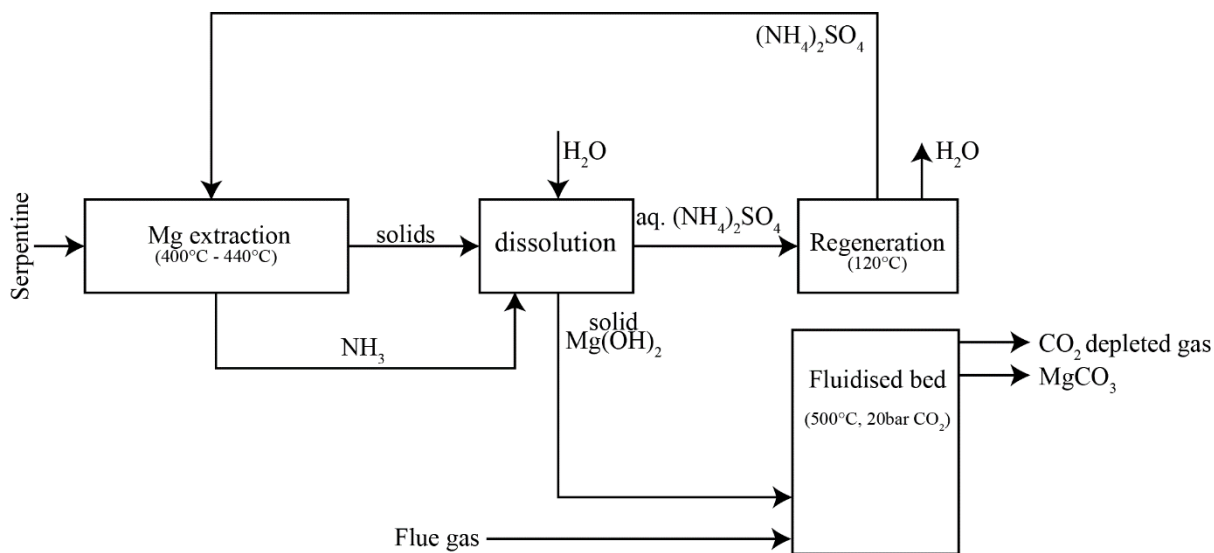 (NH₄)₂SO₄
H₂O
H₂O
Serpentine
Mg extraction
(400°C - 440°C)
solids
dissolution
aq. (NH₄)₂SO₄
Regeneration
(120°C)
NH₃
solid
Mg(OH)₂
Fluidised bed
(500°C, 20bar CO₂)
CO₂ depleted gas
MgCO₃
Flue gas